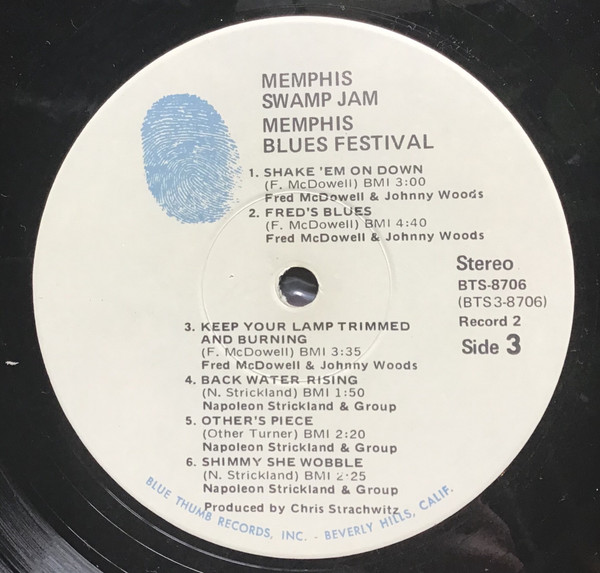 MEMPHIS
SWAMP JAM
MEMPHIS
BLUES FESTIVAL
1. SHAKE 'EM ON DOWN
(F. McDowell) BMI 3:00
Fred McDowell & Johnny Woods
2. FRED'S BLUES
(F. McDowell) BMI 4:40
Fred McDowell & Johnny Woods
Stereo
BTS-8706
(BTS3-8706)
Record 2
Side 3
3. KEEP YOUR LAMP TRIMMED
AND BURNING
(F. McDowell) BMI 3:35
Fred McDowell & Johnny Woods
4. BACK WATER RISING
(N. Strickland) BMI 1:50
Napoleon Strickland & Group
5. OTHER'S PIECE
(Other Turner) BMI 2:20
Napoleon Strickland & Group
6. SHIMMY SHE WOBBLE
(N. Strickland) BMI 2:25
Napoleon Strickland & Group
Produced by Chris Strachwitz
BLUE THUMB RECORDS, INC. - BEVERLY HILLS, CALIF.